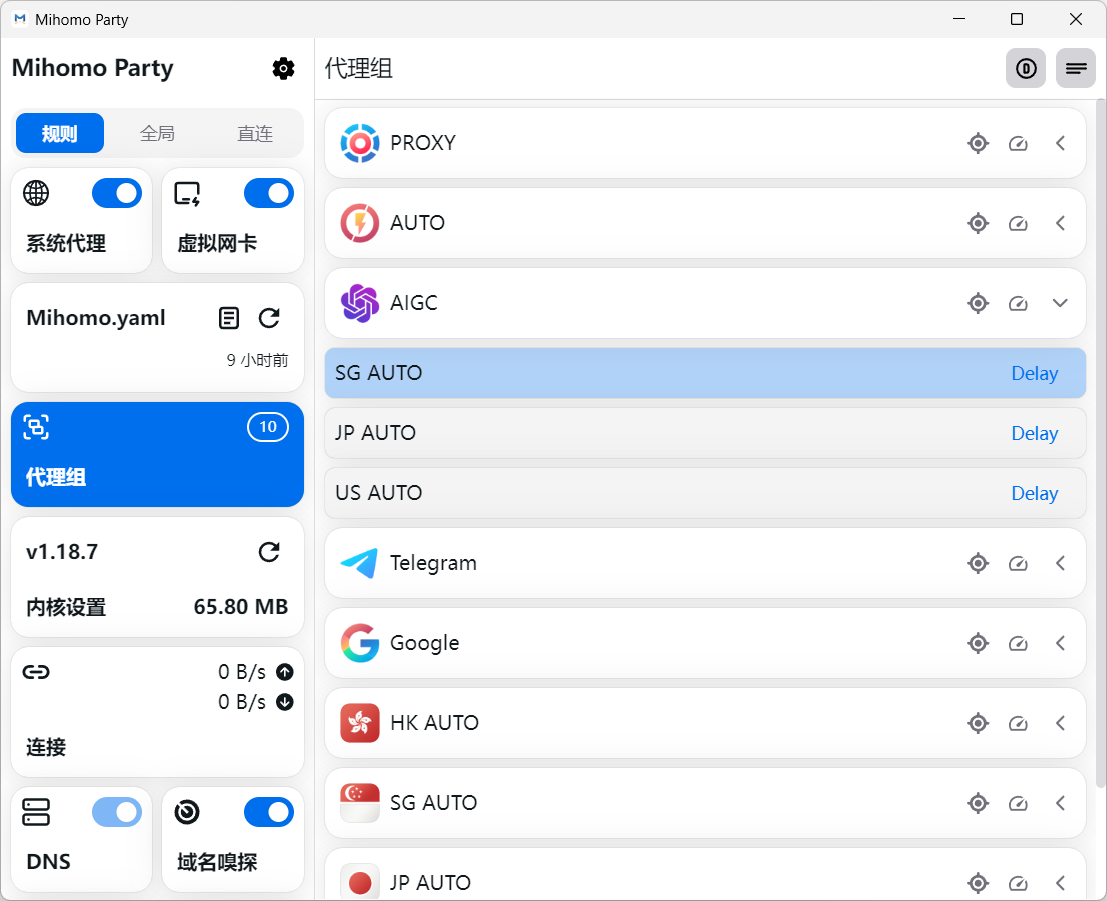 Mihomo Party
Mihomo Party
规则
全局
直连
系统代理
虚拟网卡
Mihomo.yaml
9 小时前
10
代理组
v1.18.7
内核设置
65.80 MB
0 B/s
0 B/s
连接
DNS
域名嗅探
代理组
PROXY
AUTO
AIGC
SG AUTO
Delay
JP AUTO
Delay
US AUTO
Delay
Telegram
Google
HK AUTO
SG AUTO
JP AUTO